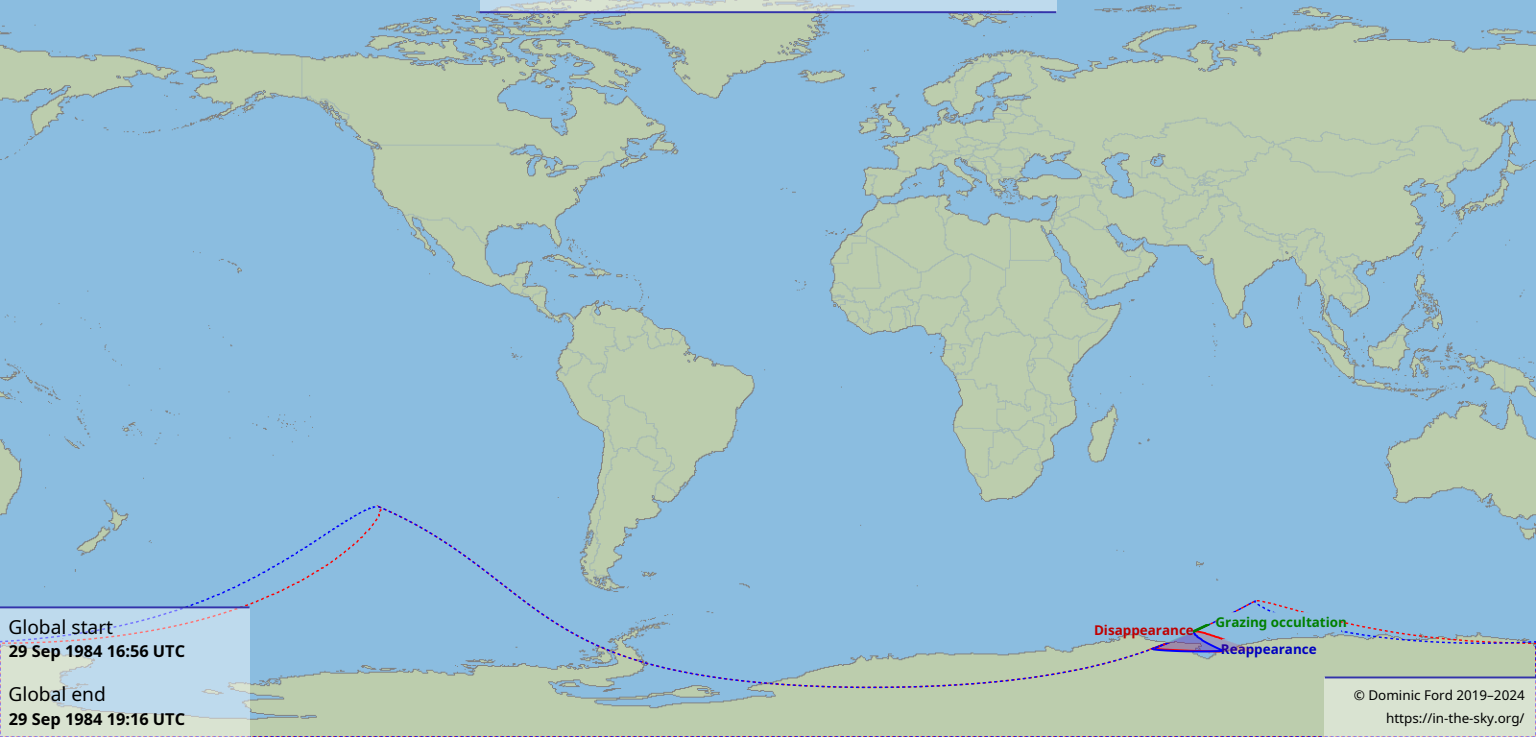 Grazing occultation
Disappearance
Reappearance
Global start
29 Sep 1984 16:56 UTC
Global end
29 Sep 1984 19:16 UTC
© Dominic Ford 2019–2024
https://in-the-sky.org/